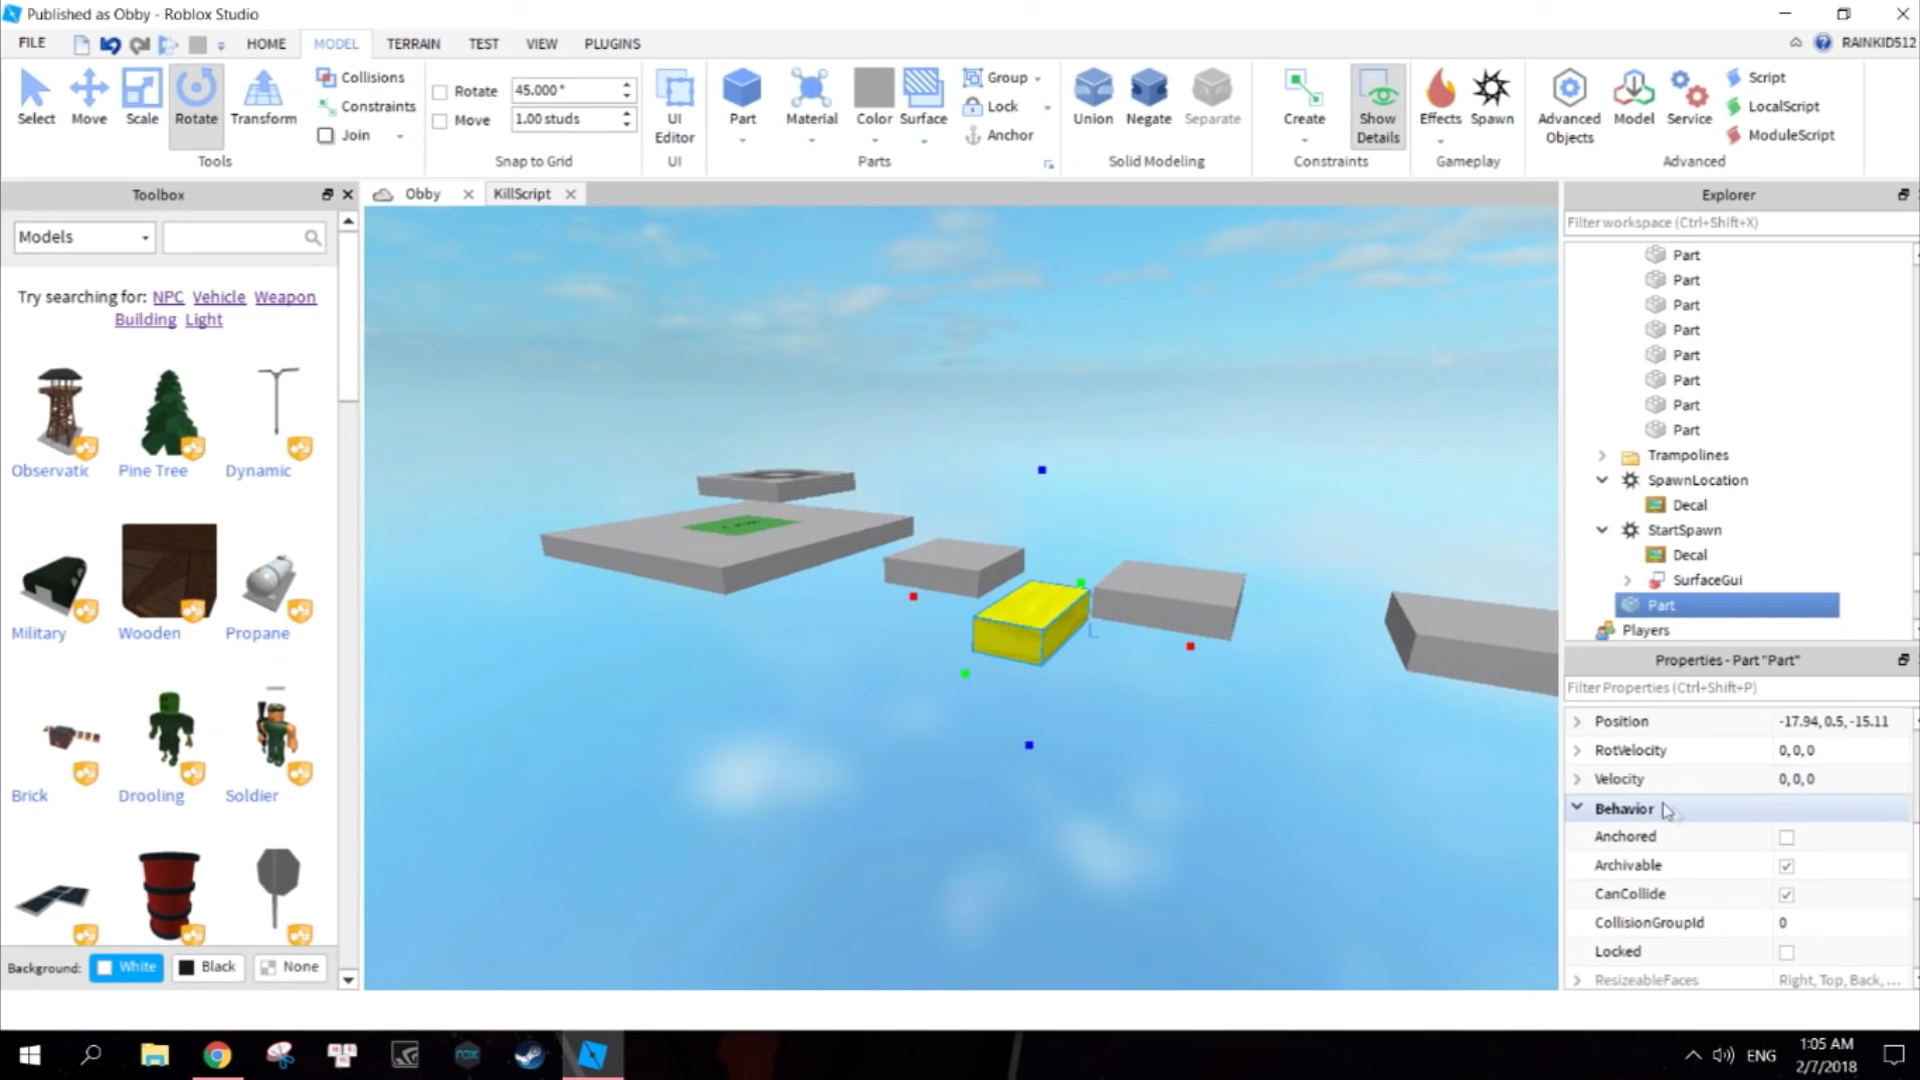 Published as Obby - Roblox Studio
FILE
HOME
MODEL
TERRAIN
TEST
VIEW
PLUGINS
RAINKID512
Select
Move
Scale
Rotate
Transform
Collisions
Constraints
Join
Tools
Rotate
45.000°
Move
1.00 studs
Snap to Grid
UI Editor
UI
Part
Material
Color
Surface
Group
Lock
Anchor
Parts
Union
Negate
Separate
Solid Modeling
Create
Show Details
Constraints
Effects
Spawn
Gameplay
Advanced Objects
Model
Service
Script
LocalScript
ModuleScript
Advanced
Toolbox
Models
Try searching for: NPC Vehicle Weapon
Building Light
Observatic
Pine Tree
Dynamic
Military
Wooden
Propane
Brick
Drooling
Soldier
Background:
White
Black
None
Obby
KillScript
Explorer
Filter workspace (Ctrl+Shift+X)
Part
Part
Part
Part
Part
Part
Part
Part
Trampolines
SpawnLocation
Decal
StartSpawn
Decal
SurfaceGui
Part
Players
Properties - Part "Part"
Filter Properties (Ctrl+Shift+P)
Position -17.94, 0.5, -15.11
RotVelocity 0, 0, 0
Velocity 0, 0, 0
Behavior
Anchored
Archivable
CanCollide
CollisionGroupId 0
Locked
ResizeableFaces Right, Top, Back, ...
ENG
1:05 AM
2/7/2018